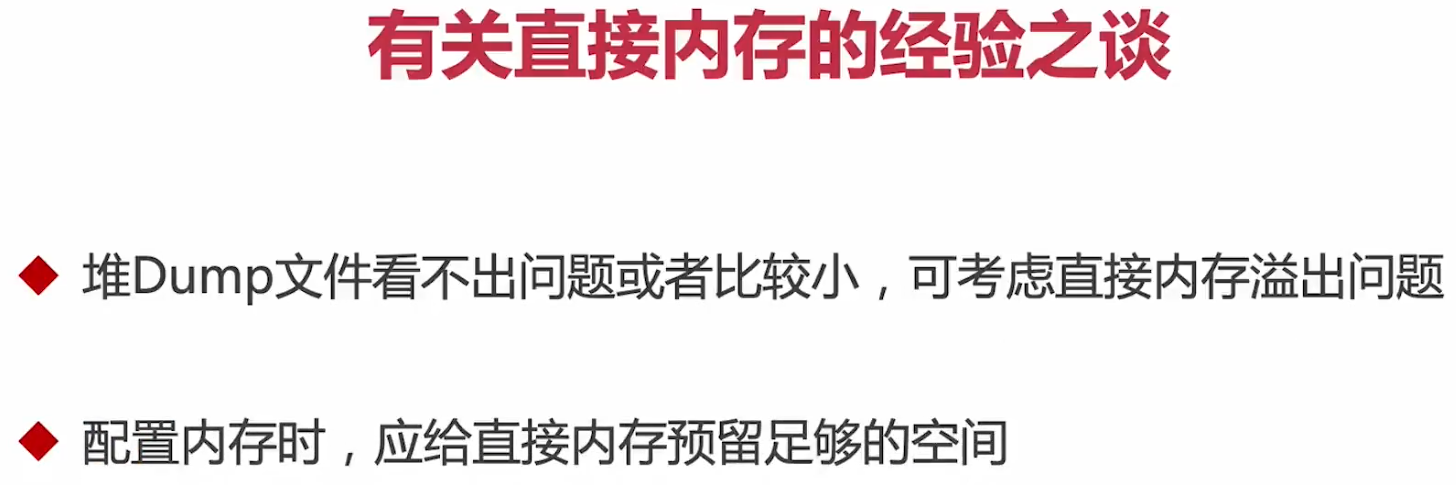 有关直接内存的经验之谈
堆Dump文件看不出问题或者比较小，可考虑直接内存溢出问题
配置内存时，应给直接内存预留足够的空间